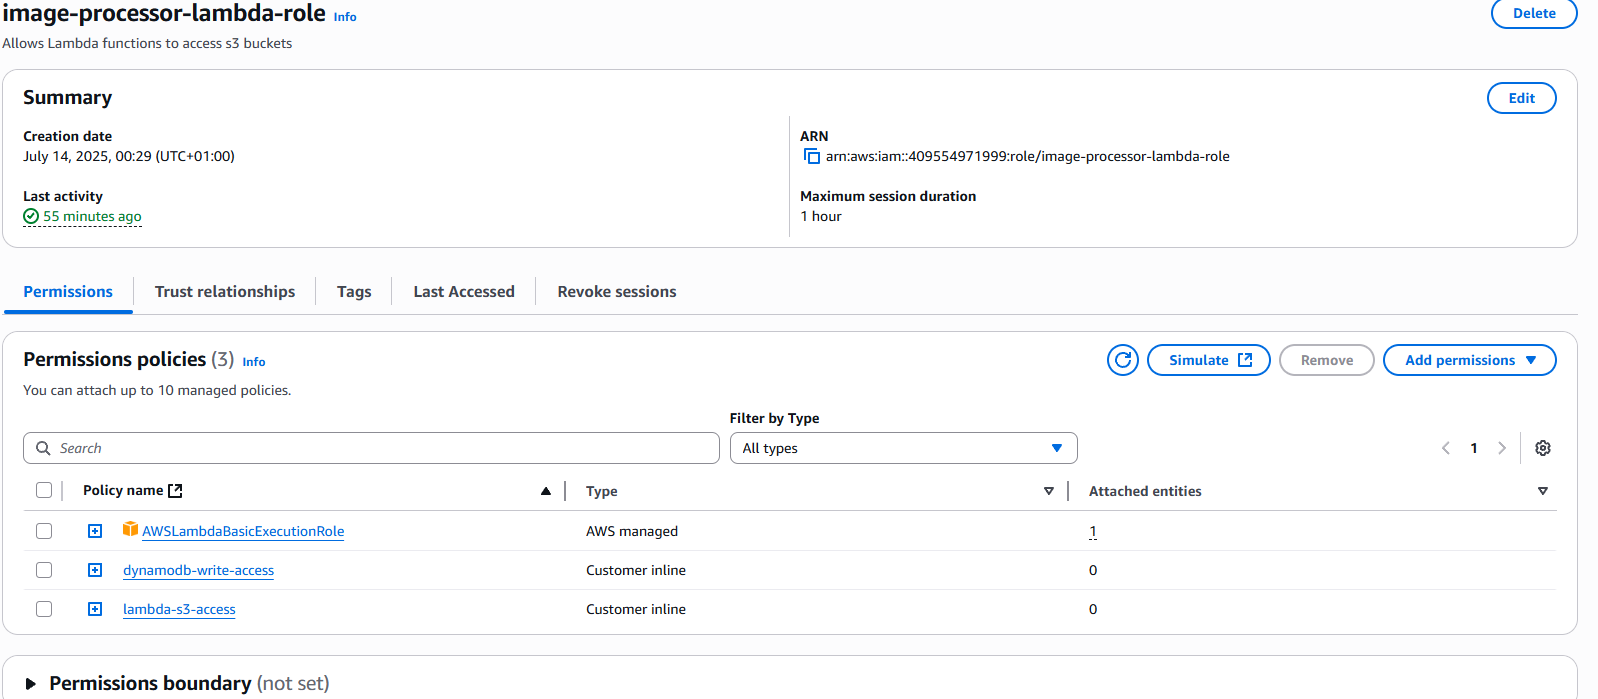 image-processor-lambda-role Info
Delete
Allows Lambda functions to access s3 buckets
Summary
Edit
Creation date
July 14, 2025, 00:29 (UTC+01:00)
ARN
arn:aws:iam::409554971999:role/image-processor-lambda-role
Last activity
55 minutes ago
Maximum session duration
1 hour
Permissions
Trust relationships
Tags
Last Accessed
Revoke sessions
Permissions policies (3) Info
You can attach up to 10 managed policies.
Simulate
Remove
Add permissions
Filter by Type
Search
All types
1
Policy name
Type
Attached entities
AWSLambdaBasicExecutionRole
AWS managed
1
dynamodb-write-access
Customer inline
0
lambda-s3-access
Customer inline
0
Permissions boundary (not set)